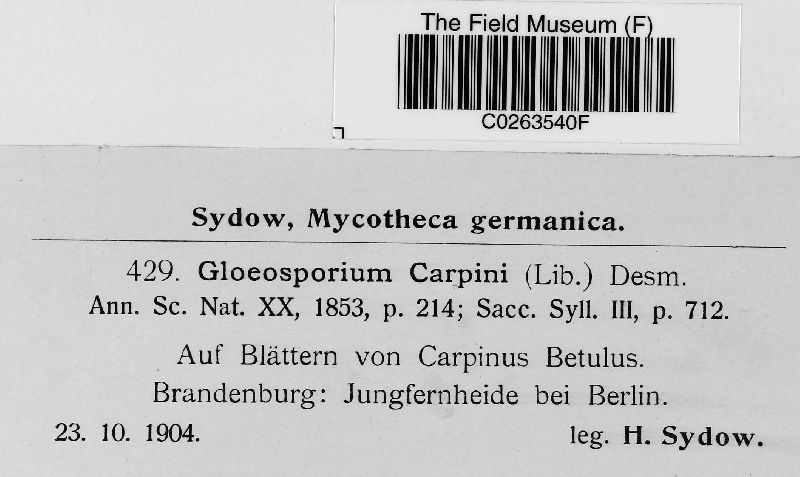 The Field Museum (F)
C0263540F
Sydow, Mycotheca germanica.
429. Gloeosporium Carpini (Lib.) Desm.
Ann. Sc. Nat. XX, 1853, p. 214; Sacc. Syll. III, p. 712.
Auf Blättern von Carpinus Betulus.
Brandenburg: Jungfernheide bei Berlin.
23. 10. 1904. leg. H. Sydow.